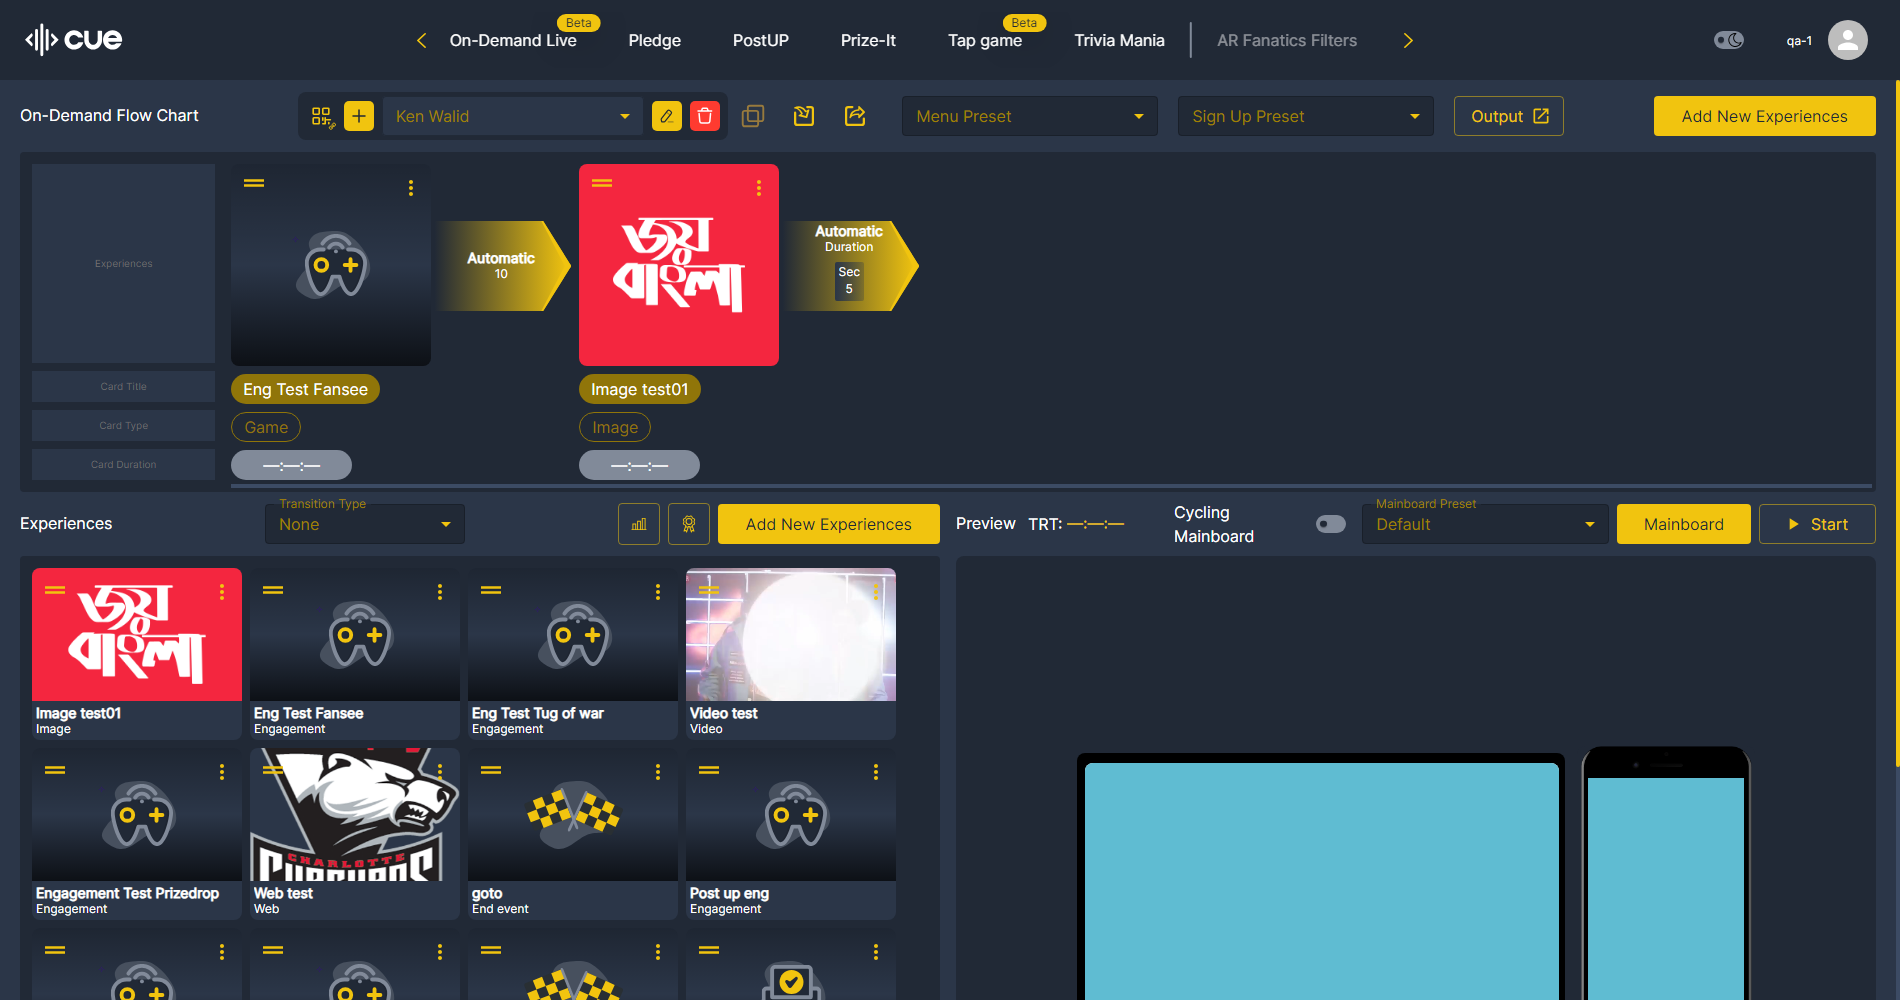 cue
On-Demand Live
Beta
Pledge
PostUP
Prize-It
Tap game
Beta
Trivia Mania
AR Fanatics Filters
qa-1
On-Demand Flow Chart
Ken Walid
Menu Preset
Sign Up Preset
Output
Add New Experiences
Experiences
Automatic
10
জয়
বাংলা
Automatic
Duration
Sec
5
Card Title
Eng Test Fansee
Image test01
Card Type
Game
Image
Card Duration
—:—:—
—:—:—
Experiences
Transition Type
None
Add New Experiences
Preview
TRT: —:—:—
Cycling
Mainboard
Mainboard Preset
Default
Mainboard
Start
জয়
বাংলা
Image test01
Image
Eng Test Fansee
Engagement
Eng Test Tug of war
Engagement
Video test
Video
Engagement Test Prizedrop
Engagement
CHARLOTTE
Web test
Web
goto
End event
Post up eng
Engagement